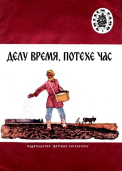 ДЕЛУ ВРЕМЯ, ПОТЕХЕ ЧАС
ИЗДАТЕЛЬСТВО "ДЕТСКАЯ ЛИТЕРАТУРА"